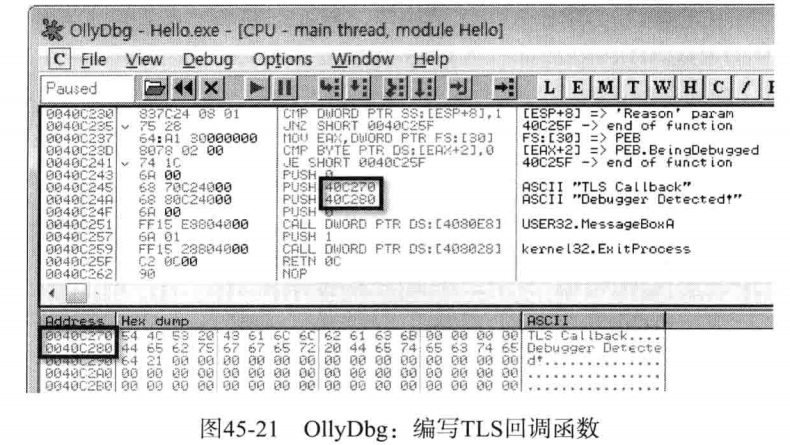 OllyDbg - Hello.exe - [CPU - main thread, module Hello]
C File View Debug Options Window Help
Paused L E M T W H C /
0040C230 837C24 08 01 CMP DWORD PTR SS:[ESP+8],1 [ESP+8] => 'Reason' param
0040C235 75 28 JNZ SHORT 0040C25F 40C25F -> end of function
0040C237 64:A1 30000000 MOV EAX,DWORD PTR FS:[30] FS:[30] => PEB
0040C23D 8078 02 00 CMP BYTE PTR DS:[EAX+2],0 [EAX+2] => PEB.BeingDebugged
0040C241 74 1C JE SHORT 0040C25F 40C25F -> end of function
0040C243 6A 00 PUSH 0
0040C245 68 70C24000 PUSH 40C270 ASCII "TLS Callback"
0040C24A 68 80C24000 PUSH 40C280 ASCII "Debugger Detected!"
0040C24F 6A 00 PUSH 0
0040C251 FF15 E8804000 CALL DWORD PTR DS:[4080E8] USER32.MessageBoxA
0040C257 6A 01 PUSH 1
0040C259 FF15 28804000 CALL DWORD PTR DS:[408028] kernel32.ExitProcess
0040C25F C2 0C00 RETN 0C
0040C262 90 NOP
Address Hex dump ASCII
0040C270 54 4C 53 20 43 61 6C 6C 62 61 63 6B 00 00 00 00 TLS Callback....
0040C280 44 65 62 75 67 67 65 72 20 44 65 74 65 63 74 65 Debugger Detecte
0040C290 64 21 00 00 00 00 00 00 00 00 00 00 00 00 00 00 d!..............
0040C2A0 00 00 00 00 00 00 00 00 00 00 00 00 00 00 00 00 ................
0040C2B0 00 00 00 00 00 00 00 00 00 00 00 00 00 00 00 00 ................
图45-21 OllyDbg：编写TLS回调函数